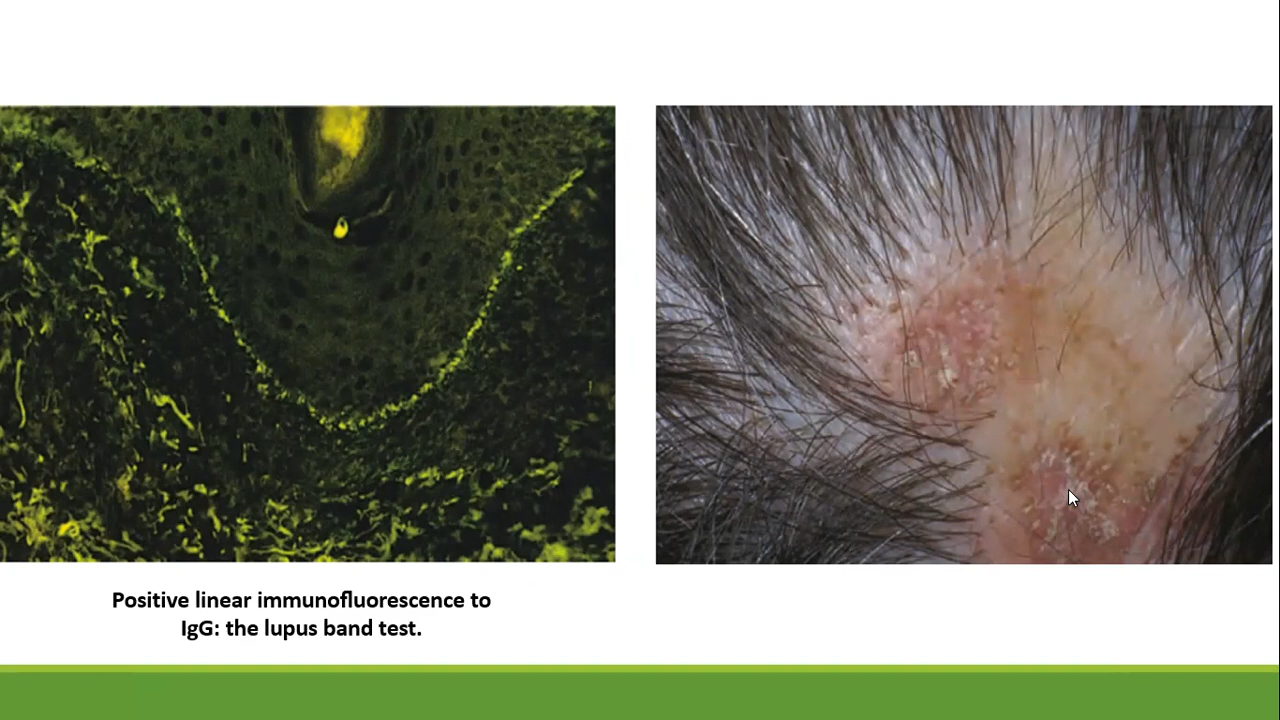 Positive linear immunofluorescence to
IgG: the lupus band test.